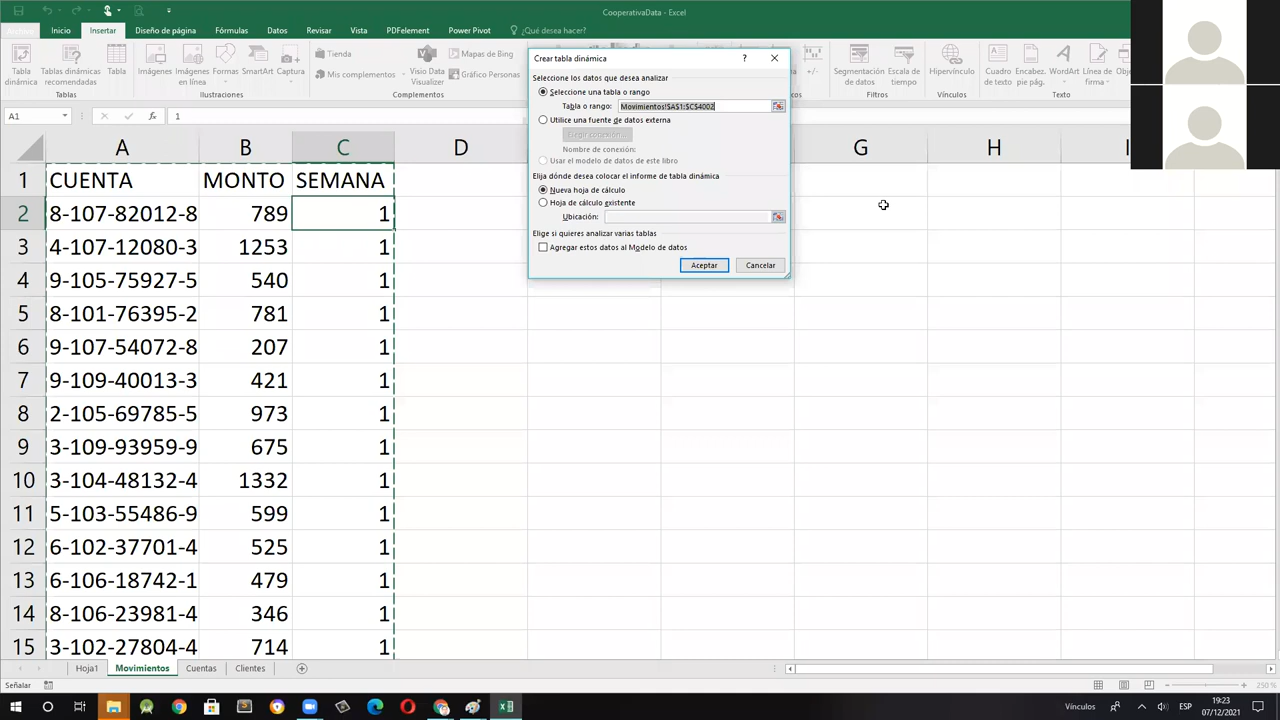 CooperativaData - Excel
Archivo Inicio Insertar Diseño de página Fórmulas Datos Revisar Vista PDFelement Power Pivot ¿Qué desea hacer?
Tabla dinámica
Tablas dinámicas recomendadas
Tabla
Imágenes
Imágenes en línea
Formas
SmartArt
Captura
Tienda
Mis complementos
Visio Data Visualizer
Mapas de Bing
Gráfico Personas
+/-
Segmentación de datos
Escala de tiempo
Hipervínculo
Cuadro de texto
Encabez. pie pág.
WordArt
Línea de firma
Tablas
Ilustraciones
Complementos
Filtros
Vínculos
Texto
Crear tabla dinámica ?
Seleccione los datos que desea analizar
Seleccione una tabla o rango
Tabla o rango: Movimientos!$A$1:$C$4002
Utilice una fuente de datos externa
Elegir conexión...
Nombre de conexión:
Usar el modelo de datos de este libro
Elija dónde desea colocar el informe de tabla dinámica
Nueva hoja de cálculo
Hoja de cálculo existente
Ubicación:
Elige si quieres analizar varias tablas
Agregar estos datos al Modelo de datos
Aceptar Cancelar
A1 fx 1
A B C D G H I
1 CUENTA MONTO SEMANA
2 8-107-82012-8 789 1
3 4-107-12080-3 1253 1
4 9-105-75927-5 540 1
5 8-101-76395-2 781 1
6 9-107-54072-8 207 1
7 9-109-40013-3 421 1
8 2-105-69785-5 973 1
9 3-109-93959-9 675 1
10 3-104-48132-4 1332 1
11 5-103-55486-9 599 1
12 6-102-37701-4 525 1
13 6-106-18742-1 479 1
14 8-106-23981-4 346 1
15 3-102-27804-4 714 1
Hoja1 Movimientos Cuentas Clientes
Señalar 250 %
Vínculos ESP 19:23
07/12/2021